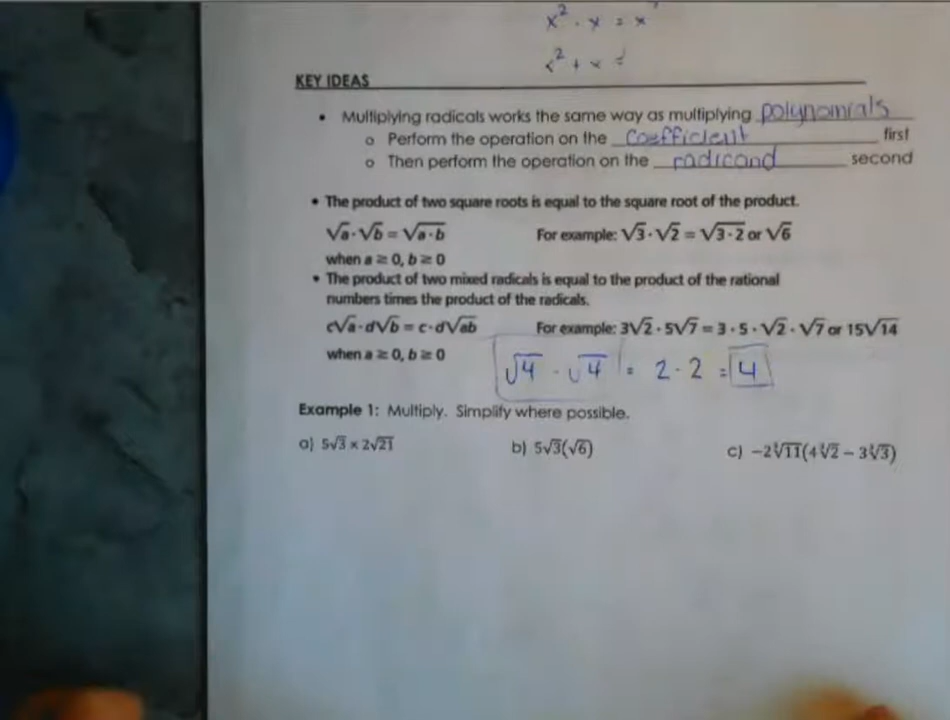 x² · x = x
x² + x =
KEY IDEAS
• Multiplying radicals works the same way as multiplying polynomials
o Perform the operation on the coefficient first
o Then perform the operation on the radicand second
• The product of two square roots is equal to the square root of the product.
√a · √b = √(a · b) For example: √3 · √2 = √(3 · 2) or √6
when a ≥ 0, b ≥ 0
• The product of two mixed radicals is equal to the product of the rational
numbers times the product of the radicals.
c√a · d√b = c · d√ab For example: 3√2 · 5√7 = 3 · 5 · √2 · √7 or 15√14
when a ≥ 0, b ≥ 0
√4 · √4 = 2 · 2 = 4
Example 1: Multiply. Simplify where possible.
a) 5√3 × 2√21 b) 5√3(√6) c) −2∛11(4∛2 − 3∛3)